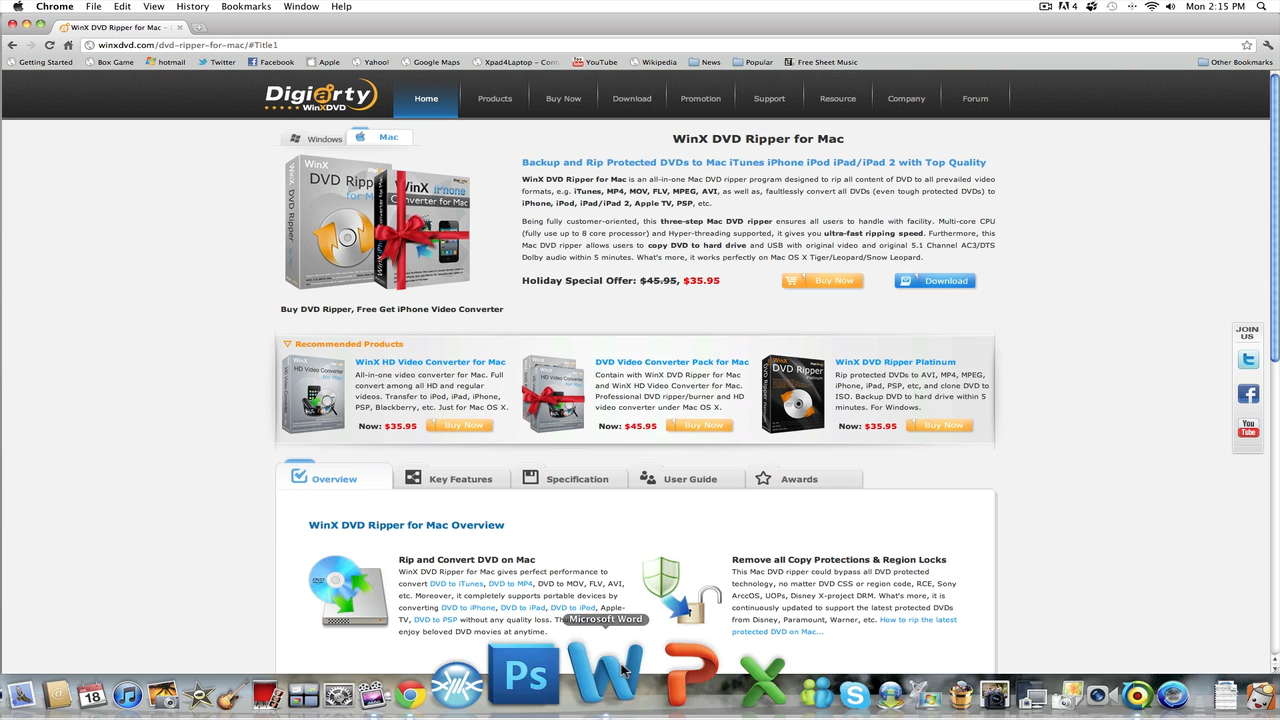 Chrome File Edit View History Bookmarks Window Help
4 Mon 2:15 PM
WinX DVD Ripper for Mac -
winxdvd.com/dvd-ripper-for-mac/#Title1
Getting Started Box Game hotmail Twitter Facebook Apple Yahoo! Google Maps Xpad4Laptop – Cont YouTube Wikipedia News Popular Free Sheet Music Other Bookmarks
Digiarty
WinXDVD
Home Products Buy Now Download Promotion Support Resource Company Forum
Windows Mac
WinX DVD Ripper for Mac
Backup and Rip Protected DVDs to Mac iTunes iPhone iPod iPad/iPad 2 with Top Quality
WinX DVD Ripper for Mac is an all-in-one Mac DVD ripper program designed to rip all content of DVD to all prevailed video
formats, e.g. iTunes, MP4, MOV, FLV, MPEG, AVI, as well as, faultlessly convert all DVDs (even tough protected DVDs) to
iPhone, iPod, iPad/iPad 2, Apple TV, PSP, etc.
Being fully customer-oriented, this three-step Mac DVD ripper ensures all users to handle with facility. Multi-core CPU
(fully use up to 8 core processor) and Hyper-threading supported, it gives you ultra-fast ripping speed. Furthermore, this
Mac DVD ripper allows users to copy DVD to hard drive and USB with original video and original 5.1 Channel AC3/DTS
Dolby audio within 5 minutes. What's more, it works perfectly on Mac OS X Tiger/Leopard/Snow Leopard.
Holiday Special Offer: $45.95, $35.95 Buy Now Download
Buy DVD Ripper, Free Get iPhone Video Converter
JOIN
US
You
Tube
Recommended Products
WinX HD Video Converter for Mac
All-in-one video converter for Mac. Full
convert among all HD and regular
videos. Transfer to iPod, iPad, iPhone,
PSP, Blackberry, etc. Just for Mac OS X.
Now: $35.95 Buy Now
DVD Video Converter Pack for Mac
Contain with WinX DVD Ripper for Mac
and WinX HD Video Converter for Mac.
Professional DVD ripper/burner and HD
video converter under Mac OS X.
Now: $45.95 Buy Now
WinX DVD Ripper Platinum
Rip protected DVDs to AVI, MP4, MPEG,
iPhone, iPad, PSP, etc, and clone DVD to
ISO. Backup DVD to hard drive within 5
minutes. For Windows.
Now: $35.95 Buy Now
Overview Key Features Specification User Guide Awards
WinX DVD Ripper for Mac Overview
Rip and Convert DVD on Mac
WinX DVD Ripper for Mac gives perfect performance to
convert DVD to iTunes, DVD to MP4, DVD to MOV, FLV, AVI,
etc. Moreover, it completely supports portable devices by
converting DVD to iPhone, DVD to iPad, DVD to iPod, Apple-
TV, DVD to PSP without any quality loss.
enjoy beloved DVD movies at anytime.
Remove all Copy Protections & Region Locks
This Mac DVD ripper could bypass all DVD protected
technology, no matter DVD CSS or region code, RCE, Sony
ArccOS, UOPs, Disney X-project DRM. What's more, it is
continuously updated to support the latest protected DVDs
from Disney, Paramount, Warner, etc. How to rip the latest
protected DVD on Mac...
Microsoft Word
18
Ps